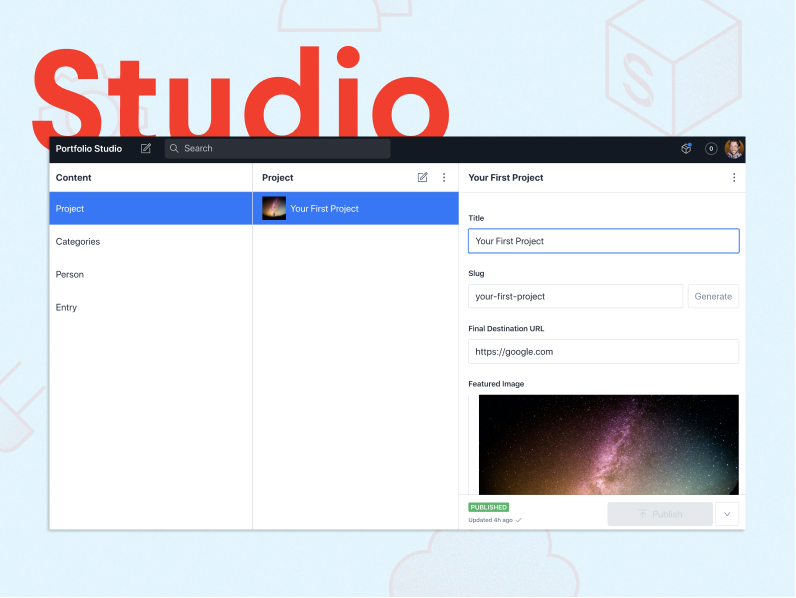 Studio
Portfolio Studio
Search
0
Content
Project
Your First Project
Project
Your First Project
Categories
Person
Entry
Title
Your First Project
Slug
your-first-project
Generate
Final Destination URL
https://google.com
Featured Image
PUBLISHED
Updated 4h ago
Publish
S